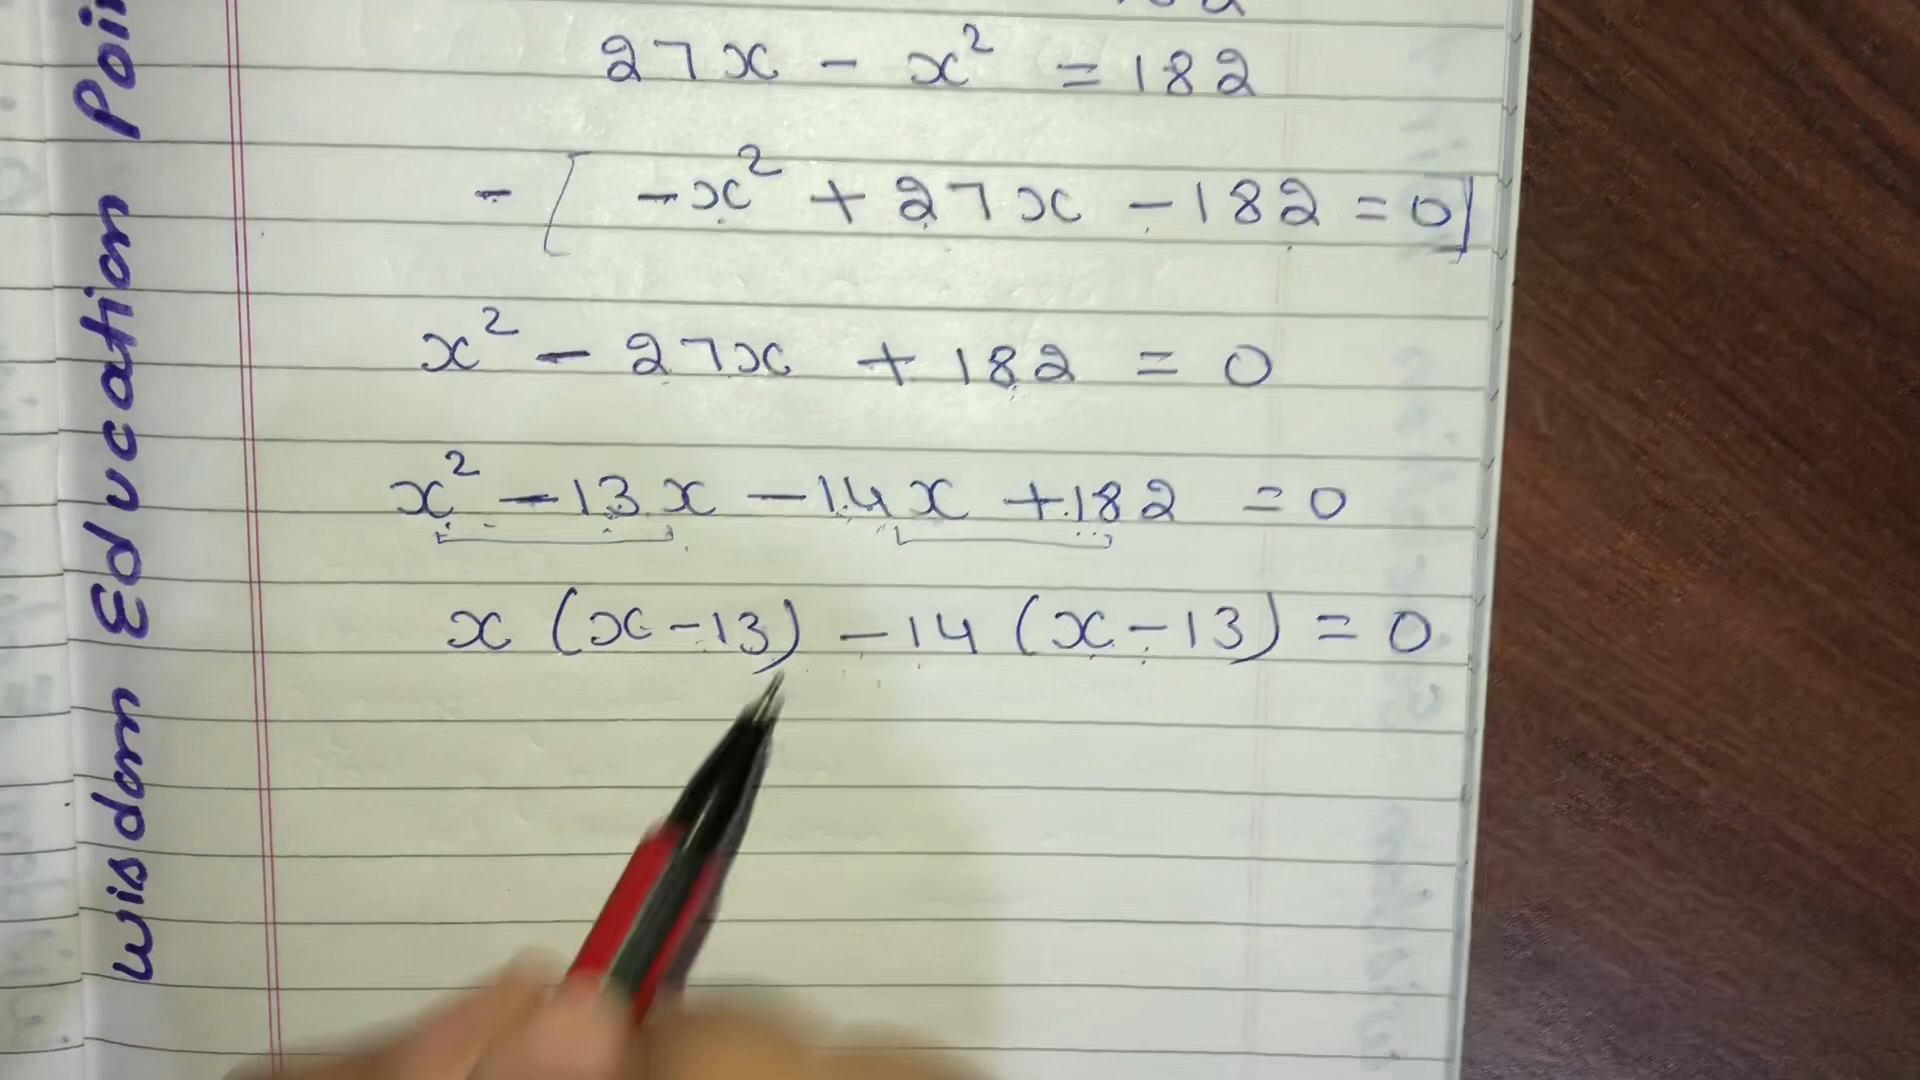 27x - x² = 182
- [ -x² + 27x - 182 = 0]
x² - 27x + 182 = 0
x² - 13x - 14x + 182 = 0
x (x-13) - 14 (x-13) = 0
Wisdom Education Poin